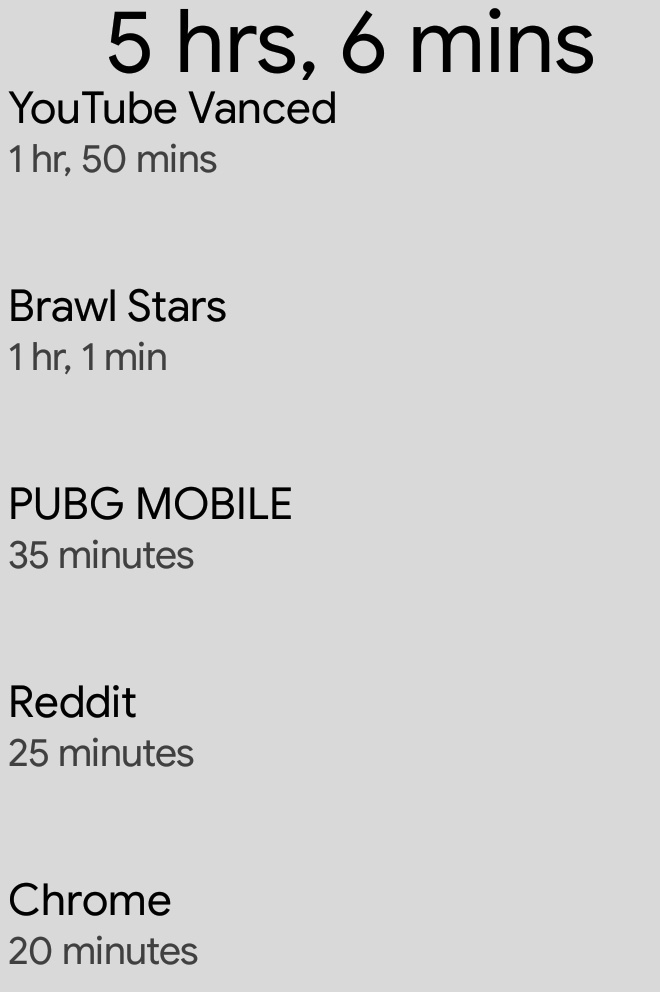 5 hrs, 6 mins
YouTube Vanced
1 hr, 50 mins
Brawl Stars
1 hr, 1 min
PUBG MOBILE
35 minutes
Reddit
25 minutes
Chrome
20 minutes